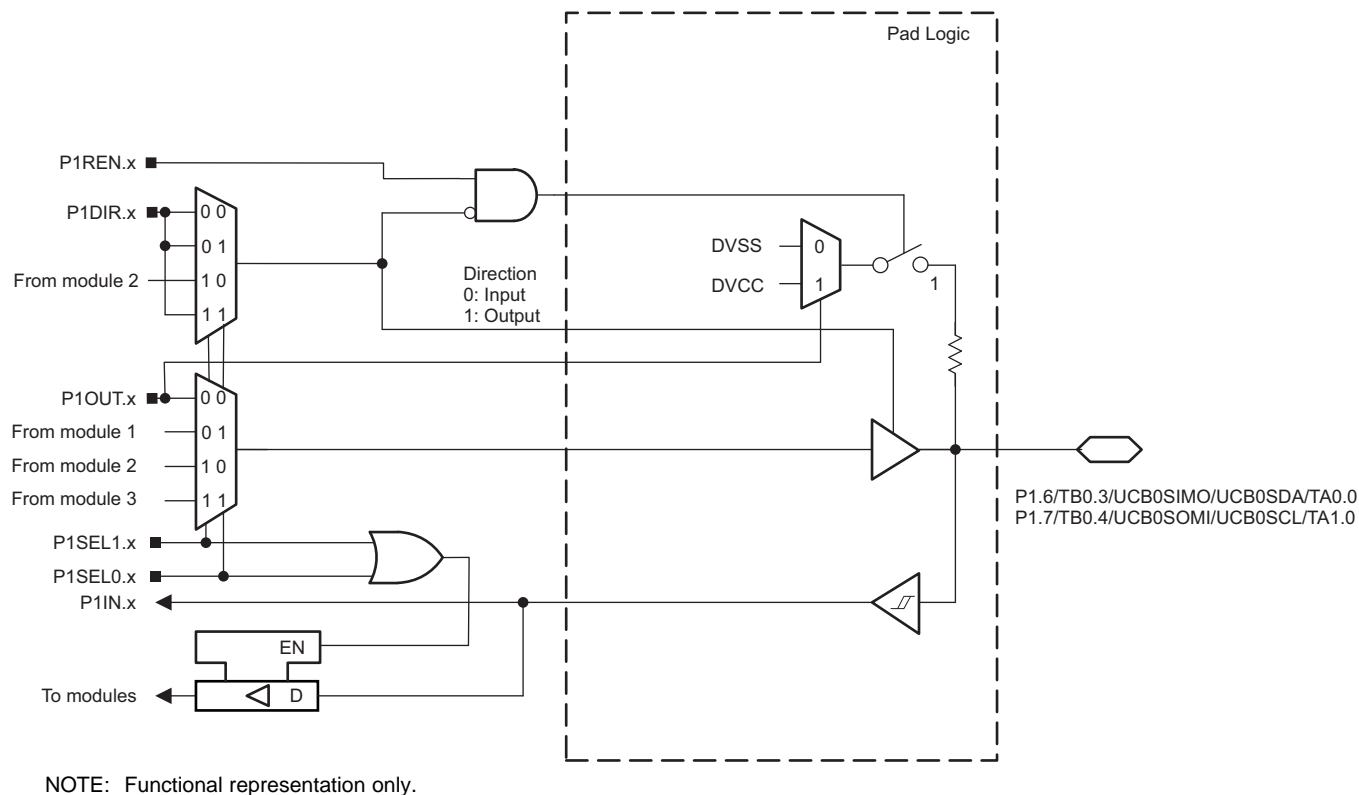 Pad Logic
P1REN.x
P1DIR.x
0 0
0 1
From module 2
1 0
1 1
Direction
0: Input
1: Output
DVSS
0
DVCC
1
1
P1OUT.x
0 0
From module 1
0 1
From module 2
1 0
From module 3
1 1
P1.6/TB0.3/UCB0SIMO/UCB0SDA/TA0.0
P1.7/TB0.4/UCB0SOMI/UCB0SCL/TA1.0
P1SEL1.x
P1SEL0.x
P1IN.x
EN
To modules
D
NOTE: Functional representation only.